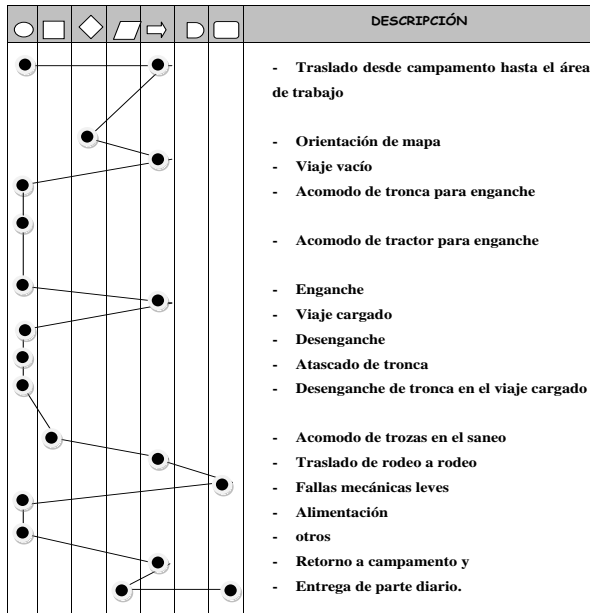 DESCRIPCIÓN
- Traslado desde campamento hasta el área
de trabajo
- Orientación de mapa
- Viaje vacío
- Acomodo de tronca para enganche
- Acomodo de tractor para enganche
- Enganche
- Viaje cargado
- Desenganche
- Atascado de tronca
- Desenganche de tronca en el viaje cargado
- Acomodo de trozas en el saneo
- Traslado de rodeo a rodeo
- Fallas mecánicas leves
- Alimentación
- otros
- Retorno a campamento y
- Entrega de parte diario.